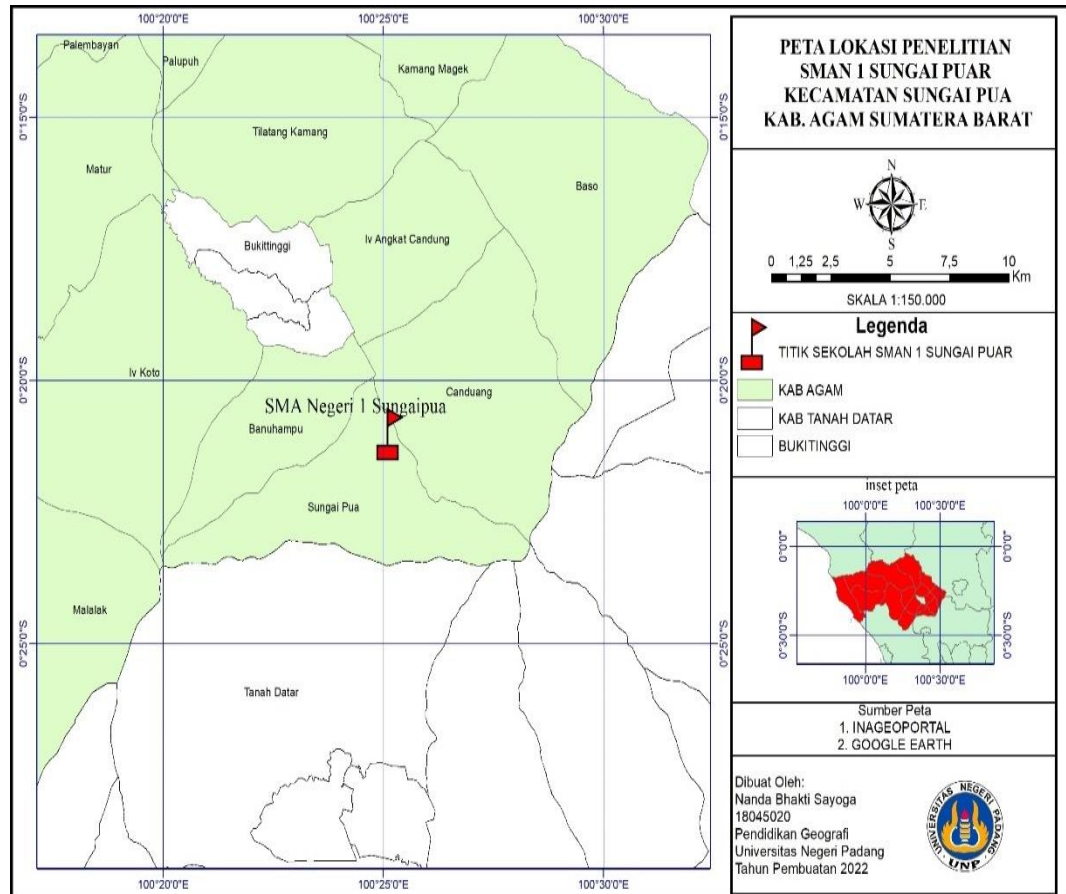 100°20'0"E 100°25'0"E 100°30'0"E
Palembayan
Palupuh
Kamang Magek
0°15'0"S
0°15'0"S
Tilatang Kamang
Matur
Baso
Bukittinggi
Iv Angkat Candung
0°20'0"S
0°20'0"S
Iv Koto
Canduang
SMA Negeri 1 Sungaipua
Banuhampu
Sungai Pua
Malalak
0°25'0"S
0°25'0"S
Tanah Datar
100°20'0"E 100°25'0"E 100°30'0"E
PETA LOKASI PENELITIAN
SMAN 1 SUNGAI PUAR
KECAMATAN SUNGAI PUA
KAB. AGAM SUMATERA BARAT
N
W E
S
0 1,25 2,5 5 7,5 10
Km
SKALA 1:150.000
Legenda
TITIK SEKOLAH SMAN 1 SUNGAI PUAR
KAB AGAM
KAB TANAH DATAR
BUKITINGGI
inset peta
100°0'0"E 100°30'0"E
0°0'0"
0°0'0"
0°30'0"S
0°30'0"S
100°0'0"E 100°30'0"E
Sumber Peta
1. INAGEOPORTAL
2. GOOGLE EARTH
Dibuat Oleh:
Nanda Bhakti Sayoga
18045020
Pendidikan Geografi
Universitas Negeri Padang
Tahun Pembuatan 2022
UNIVERSITAS NEGERI PADANG
UNP